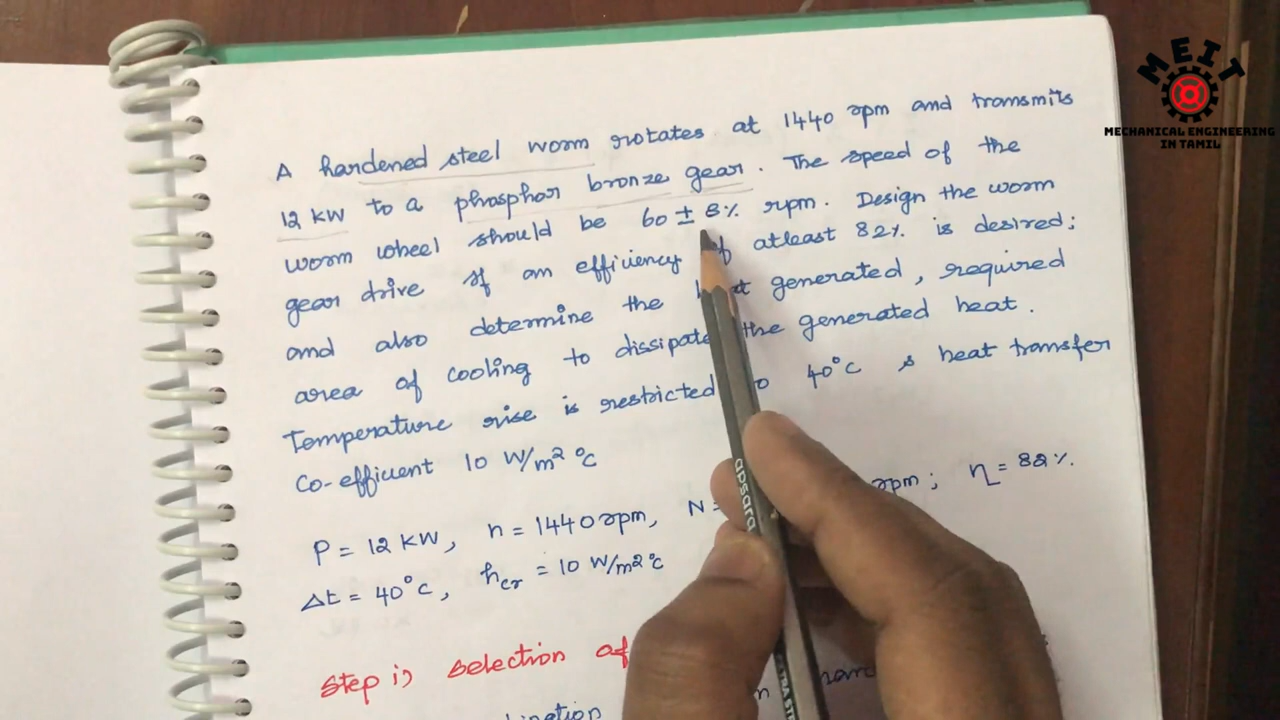 A hardened steel worm rotates at 1440 rpm and transmits
12 KW to a phasphor bronze gear. The speed of the
worm wheel should be 60 ± 8% rpm. Design the worm
gear drive if an efficiency of atleast 82% is desired;
and also determine the generated, required
area of cooling to dissipate the generated heat.
Temperature rise is restricted 40°C & heat transfer
Co-efficient 10 W/m² °C
P = 12 KW, n = 1440 rpm, N = rpm; η = 82%.
Δt = 40°C, hcr = 10 W/m² °C
Step i) Selection of
MEIT
MECHANICAL ENGINEERING
IN TAMIL
apsara